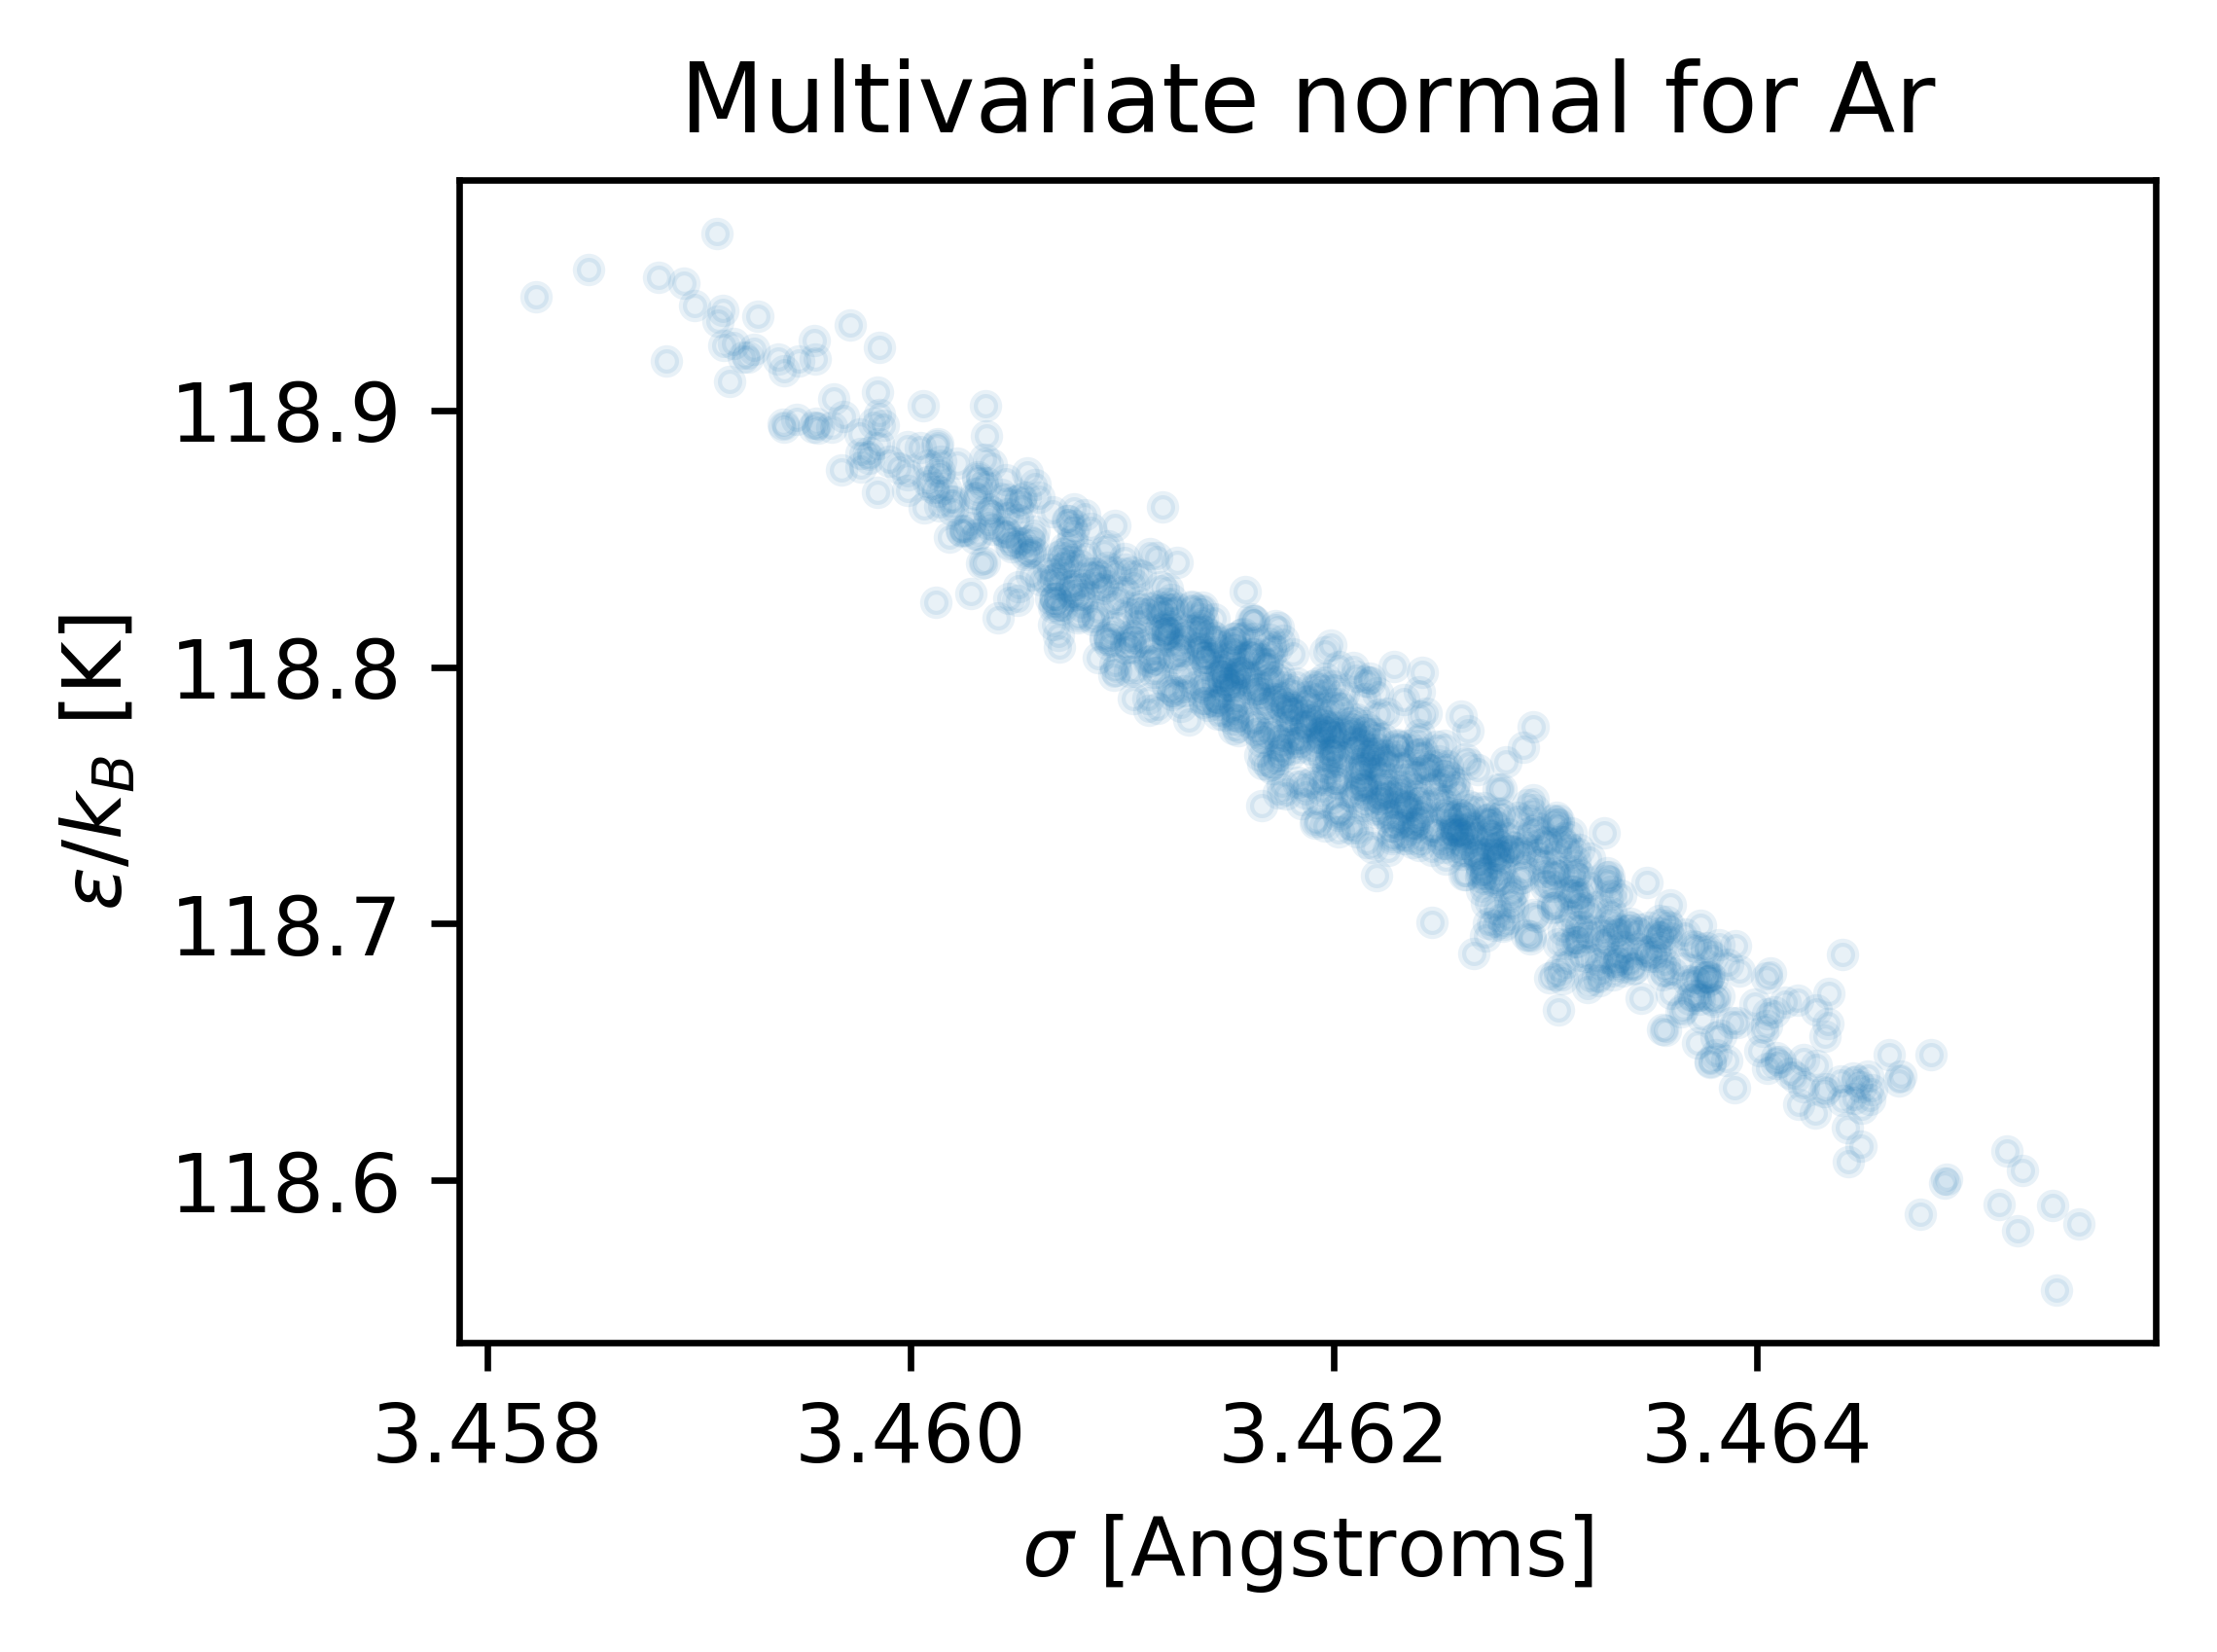 Multivariate normal for Ar
ε/k_B [K]
118.9
118.8
118.7
118.6
3.458 3.460 3.462 3.464
σ [Angstroms]